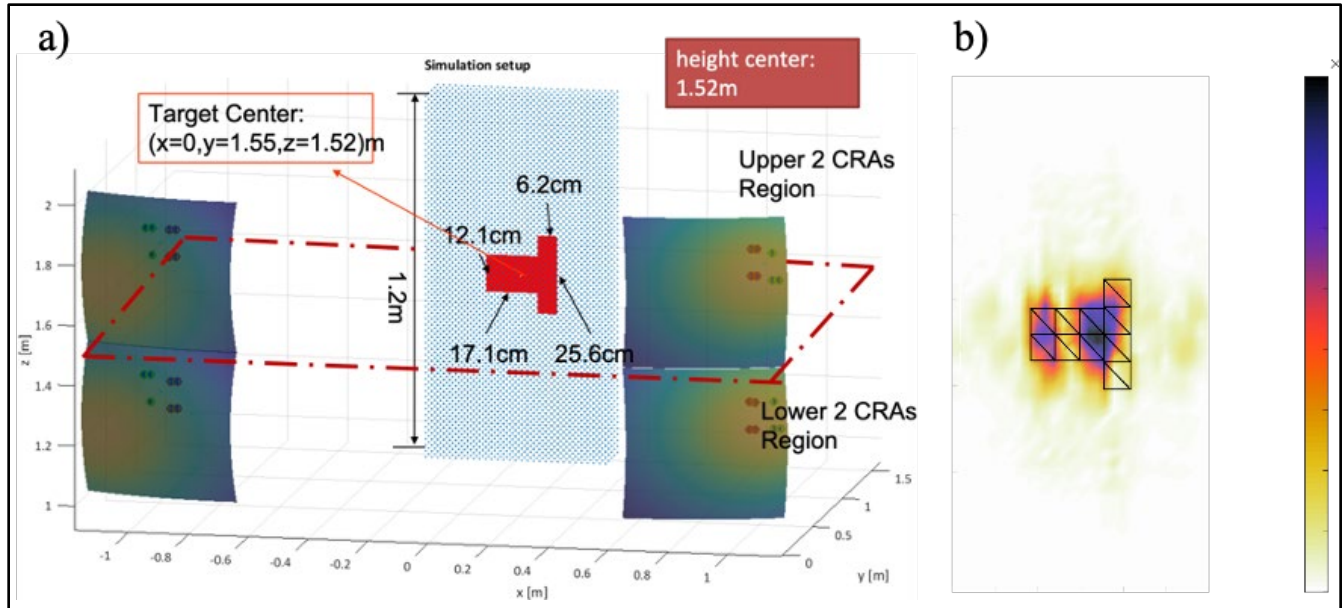 a)
Simulation setup
height center:
1.52m
b)
×
Target Center:
(x=0,y=1.55,z=1.52)m
Upper 2 CRAs
Region
6.2cm
12.1cm
1.2m
17.1cm
25.6cm
Lower 2 CRAs
Region
2
1.8
1.6
1.4
1.2
1
z [m]
-1
-0.8
-0.6
-0.4
-0.2
0
0.2
0.4
0.6
0.8
1
x [m]
0
0.5
1
1.5
y [m]